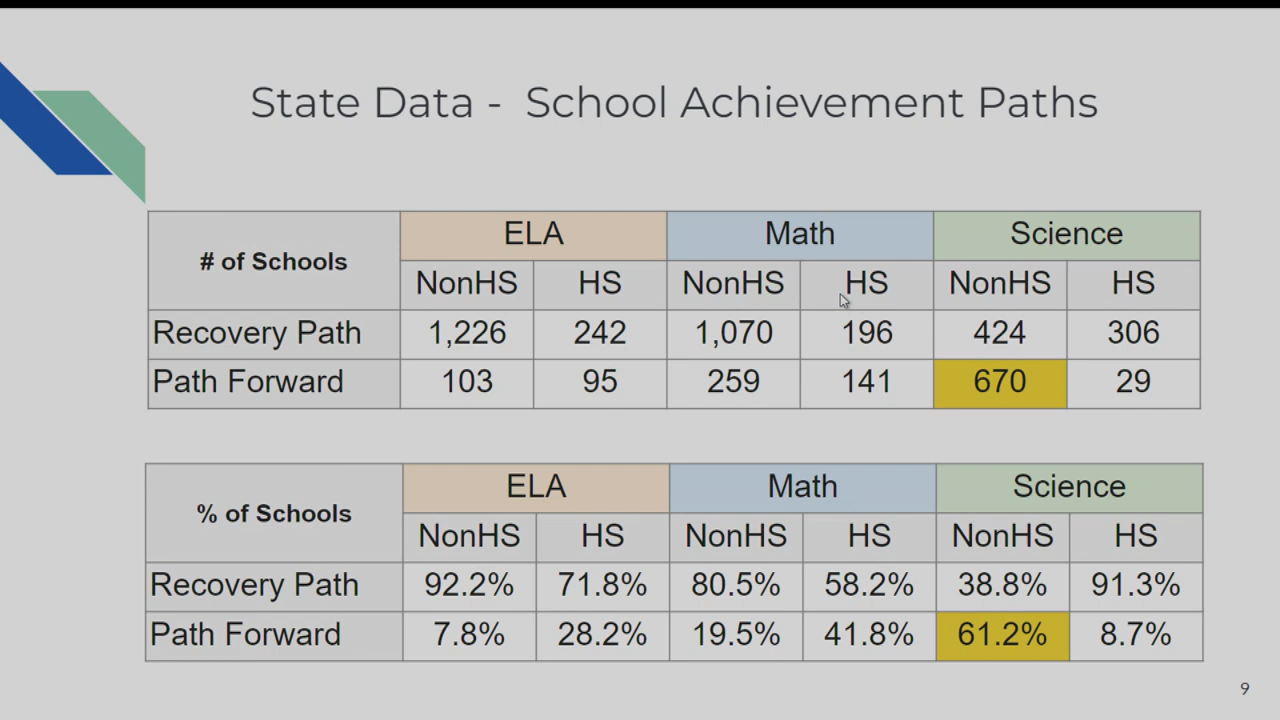 State Data - School Achievement Paths
# of Schools ELA Math Science
NonHS HS NonHS HS NonHS HS
Recovery Path 1,226 242 1,070 196 424 306
Path Forward 103 95 259 141 670 29
% of Schools ELA Math Science
NonHS HS NonHS HS NonHS HS
Recovery Path 92.2% 71.8% 80.5% 58.2% 38.8% 91.3%
Path Forward 7.8% 28.2% 19.5% 41.8% 61.2% 8.7%
9